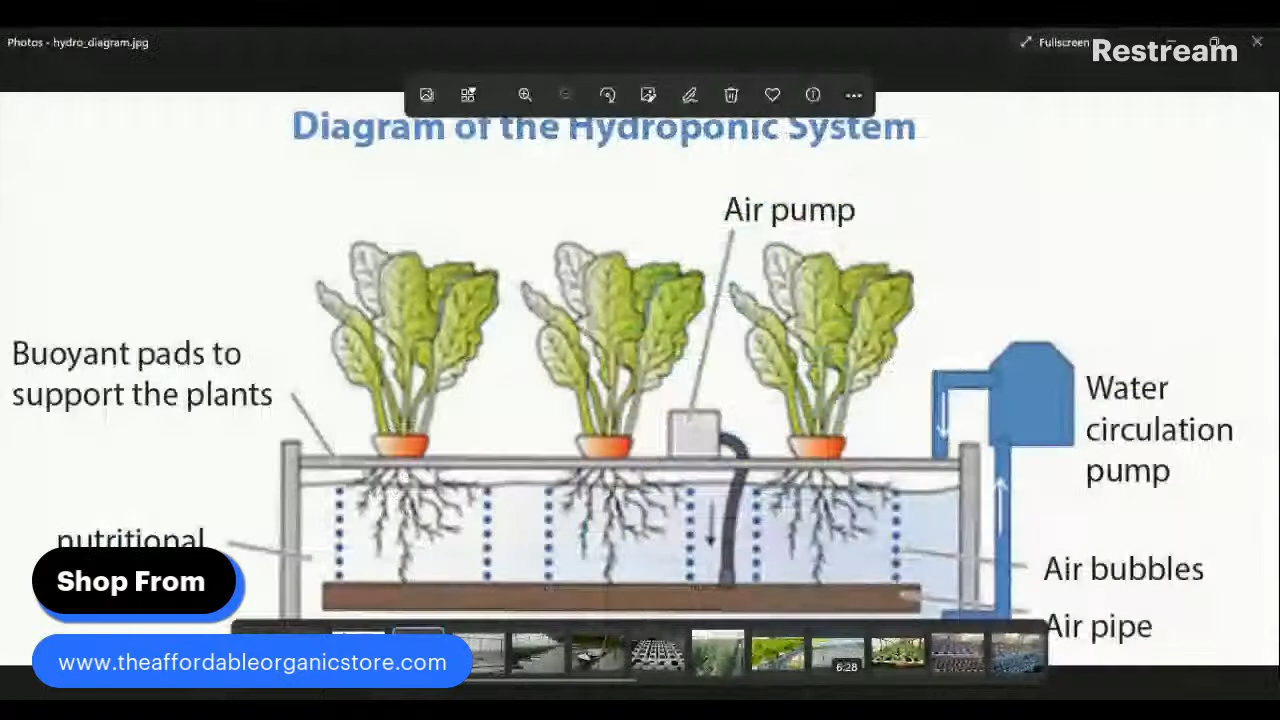 Photos - hydro_diagram.jpg
Fullscreen
Restream
Diagram of the Hydroponic System
Air pump
Buoyant pads to
support the plants
Water
circulation
pump
nutritional
Air bubbles
Air pipe
Shop From
www.theaffordableorganicstore.com
6:28